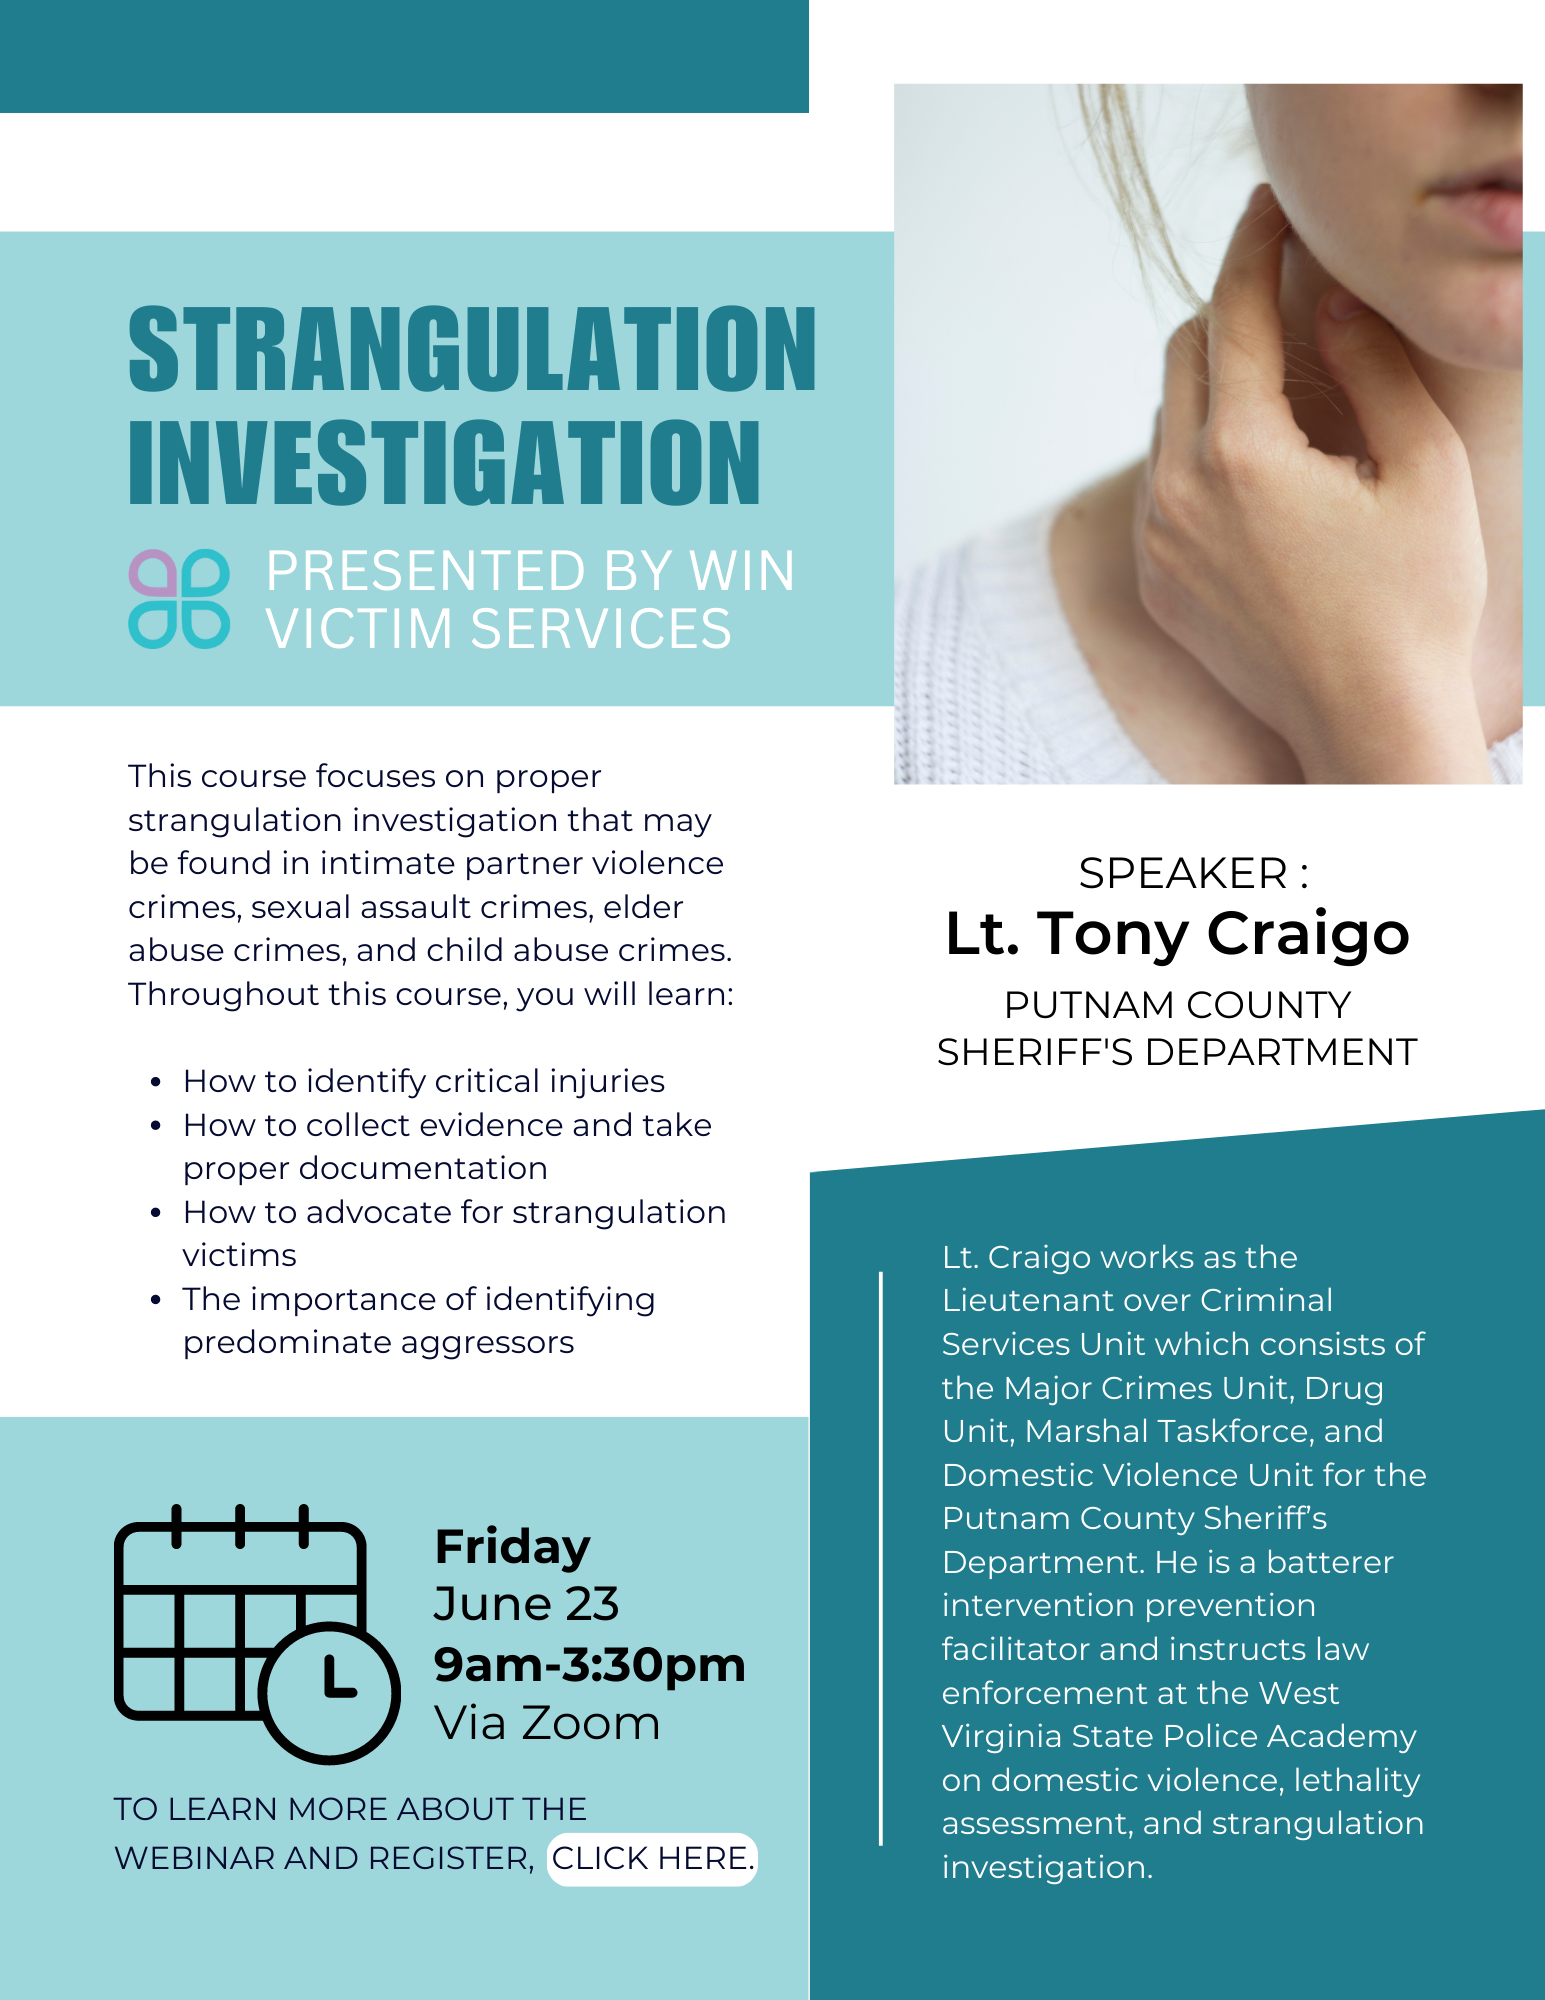 STRANGULATION
INVESTIGATION
PRESENTED BY WIN
VICTIM SERVICES
This course focuses on proper
strangulation investigation that may
be found in intimate partner violence
crimes, sexual assault crimes, elder
abuse crimes, and child abuse crimes.
Throughout this course, you will learn:
• How to identify critical injuries
• How to collect evidence and take
proper documentation
• How to advocate for strangulation
victims
• The importance of identifying
predominate aggressors
Friday
June 23
9am-3:30pm
Via Zoom
TO LEARN MORE ABOUT THE
WEBINAR AND REGISTER, CLICK HERE.
SPEAKER :
Lt. Tony Craigo
PUTNAM COUNTY
SHERIFF'S DEPARTMENT
Lt. Craigo works as the
Lieutenant over Criminal
Services Unit which consists of
the Major Crimes Unit, Drug
Unit, Marshal Taskforce, and
Domestic Violence Unit for the
Putnam County Sheriff’s
Department. He is a batterer
intervention prevention
facilitator and instructs law
enforcement at the West
Virginia State Police Academy
on domestic violence, lethality
assessment, and strangulation
investigation.